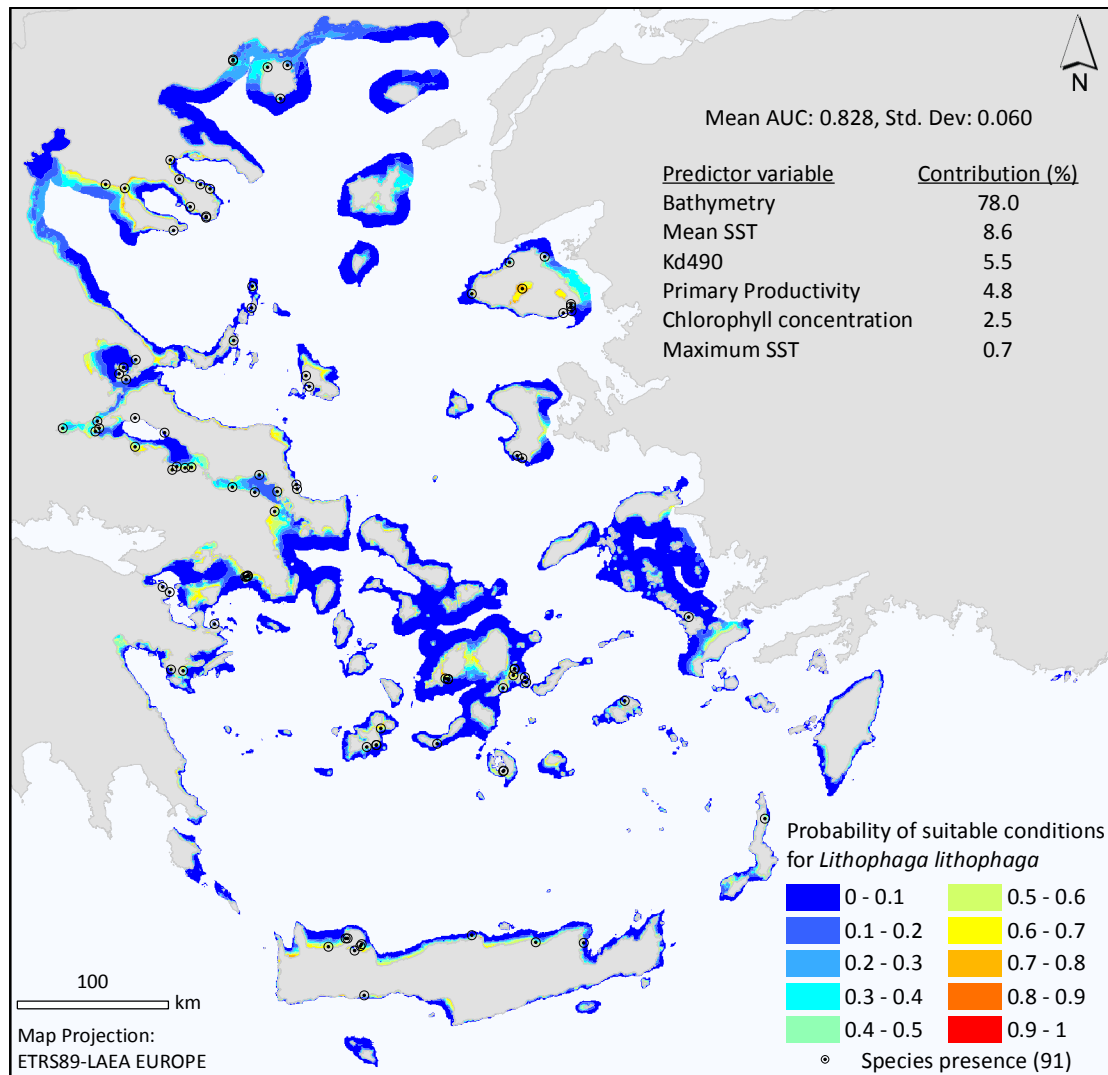 N
Mean AUC: 0.828, Std. Dev: 0.060
Predictor variable Contribution (%)
Bathymetry 78.0
Mean SST 8.6
Kd490 5.5
Primary Productivity 4.8
Chlorophyll concentration 2.5
Maximum SST 0.7
Probability of suitable conditions
for Lithophaga lithophaga
0 - 0.1 0.5 - 0.6
0.1 - 0.2 0.6 - 0.7
0.2 - 0.3 0.7 - 0.8
0.3 - 0.4 0.8 - 0.9
0.4 - 0.5 0.9 - 1
Species presence (91)
100
km
Map Projection:
ETRS89-LAEA EUROPE